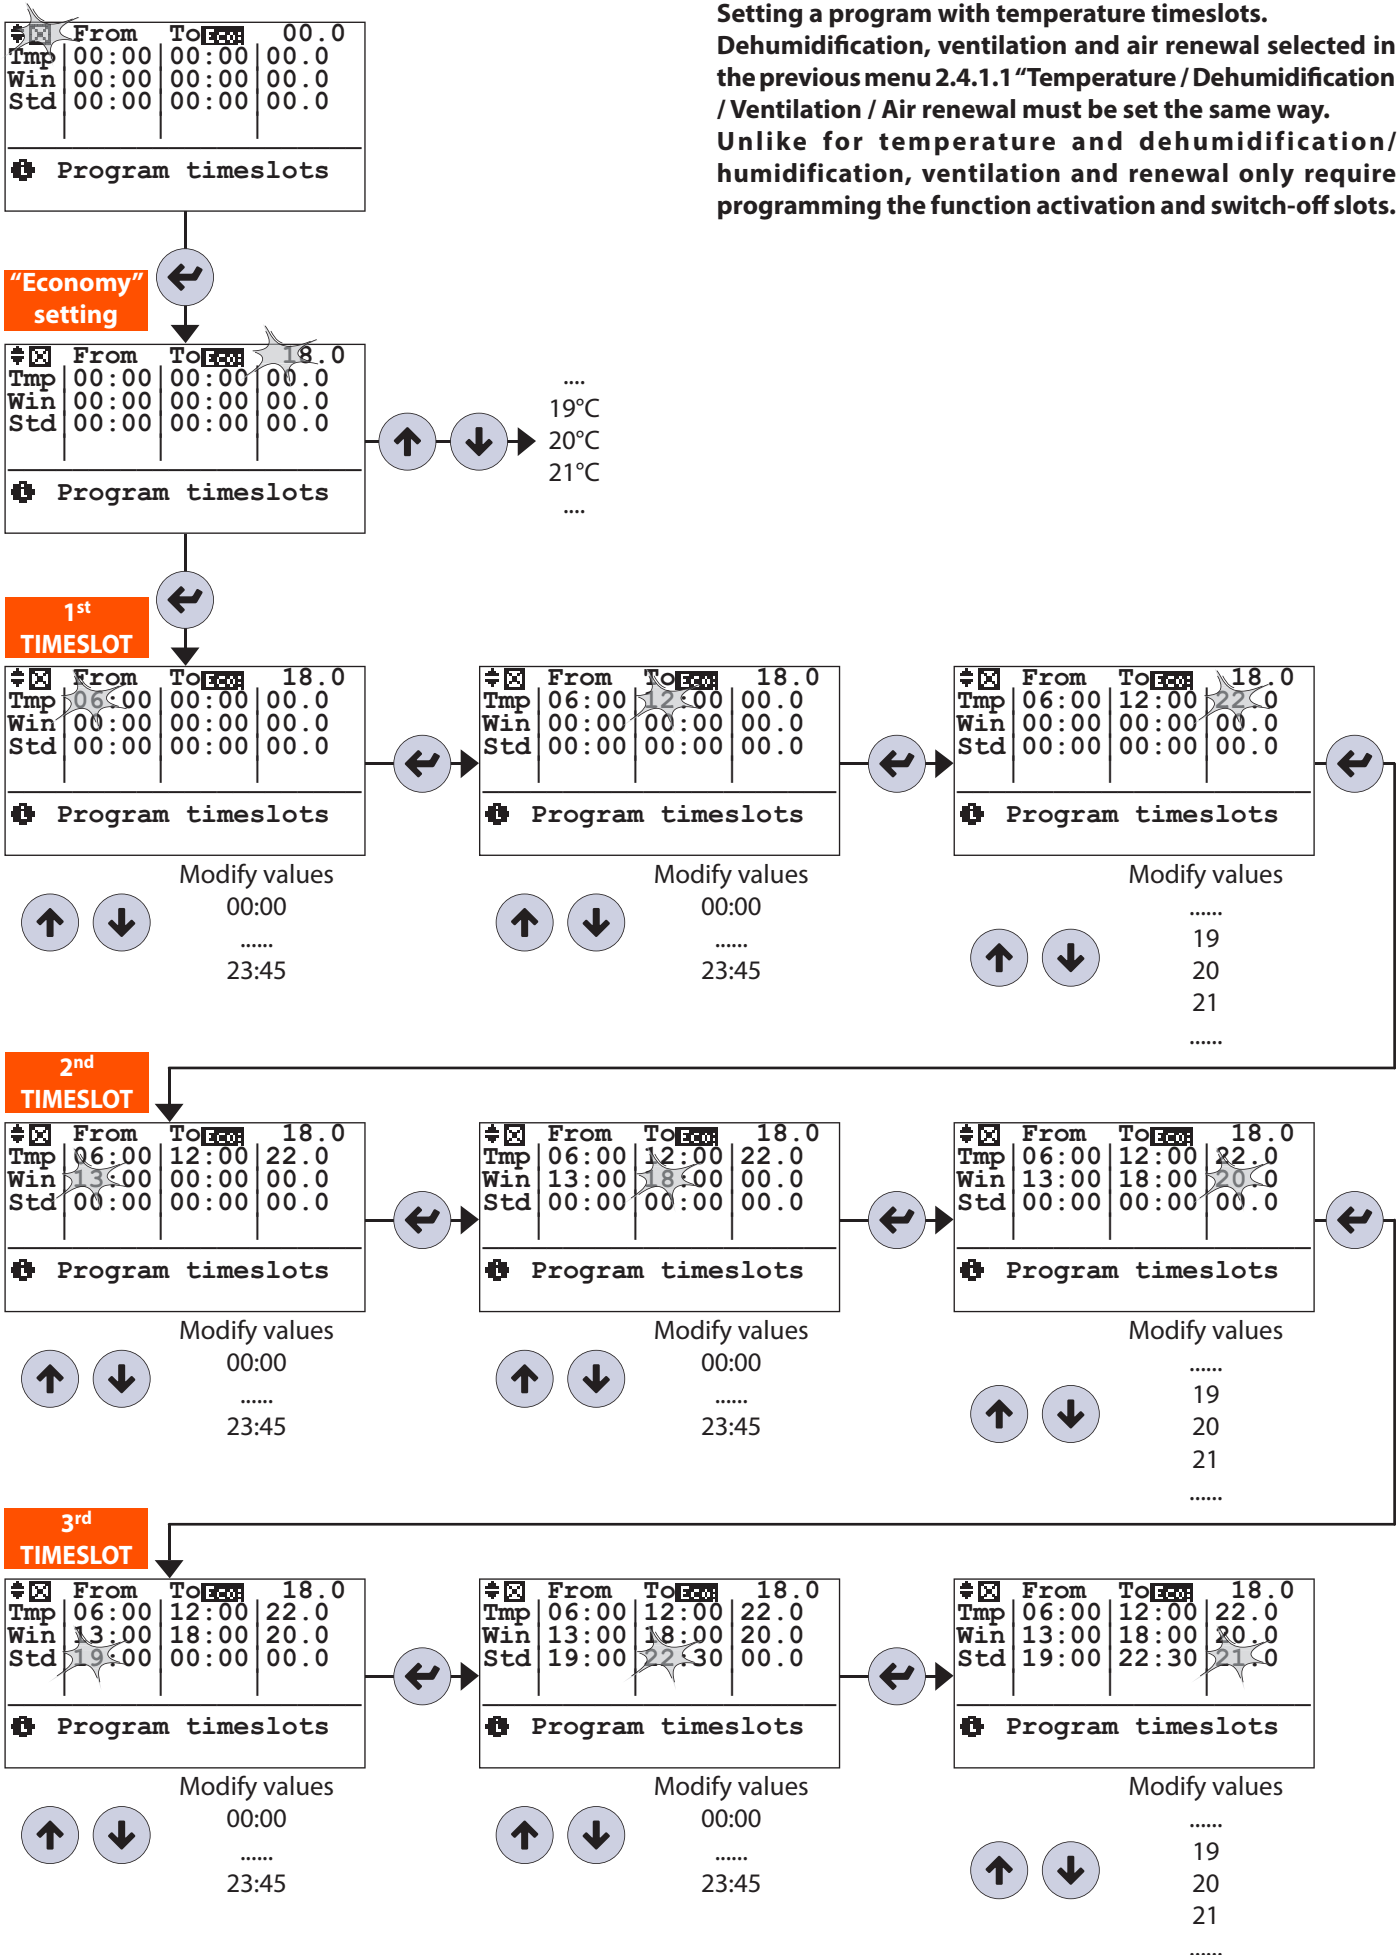 Setting a program with temperature timeslots.
Dehumidification, ventilation and air renewal selected in
the previous menu 2.4.1.1 “Temperature / Dehumidification
/ Ventilation / Air renewal must be set the same way.
Unlike for temperature and dehumidification/
humidification, ventilation and renewal only require
programming the function activation and switch-off slots.
From To Eco: 00.0
Tmp 00:00 00:00 00.0
Win 00:00 00:00 00.0
Std 00:00 00:00 00.0
Program timeslots
“Economy”
setting
From To Eco: 18.0
Tmp 00:00 00:00 00.0
Win 00:00 00:00 00.0
Std 00:00 00:00 00.0
Program timeslots
....
19°C
20°C
21°C
....
1st
TIMESLOT
From To Eco: 18.0
Tmp 06:00 00:00 00.0
Win 00:00 00:00 00.0
Std 00:00 00:00 00.0
Program timeslots
Modify values
00:00
......
23:45
From To Eco: 18.0
Tmp 06:00 12:00 00.0
Win 00:00 00:00 00.0
Std 00:00 00:00 00.0
Program timeslots
Modify values
00:00
......
23:45
From To Eco: 18.0
Tmp 06:00 12:00 22.0
Win 00:00 00:00 00.0
Std 00:00 00:00 00.0
Program timeslots
Modify values
......
19
20
21
......
2nd
TIMESLOT
From To Eco: 18.0
Tmp 06:00 12:00 22.0
Win 13:00 00:00 00.0
Std 00:00 00:00 00.0
Program timeslots
Modify values
00:00
......
23:45
From To Eco: 18.0
Tmp 06:00 12:00 22.0
Win 13:00 18:00 00.0
Std 00:00 00:00 00.0
Program timeslots
Modify values
00:00
......
23:45
From To Eco: 18.0
Tmp 06:00 12:00 22.0
Win 13:00 18:00 20.0
Std 00:00 00:00 00.0
Program timeslots
Modify values
......
19
20
21
......
3rd
TIMESLOT
From To Eco: 18.0
Tmp 06:00 12:00 22.0
Win 13:00 18:00 20.0
Std 19:00 00:00 00.0
Program timeslots
Modify values
00:00
......
23:45
From To Eco: 18.0
Tmp 06:00 12:00 22.0
Win 13:00 18:00 20.0
Std 19:00 22:30 00.0
Program timeslots
Modify values
00:00
......
23:45
From To Eco: 18.0
Tmp 06:00 12:00 22.0
Win 13:00 18:00 20.0
Std 19:00 22:30 21.0
Program timeslots
Modify values
......
19
20
21
......